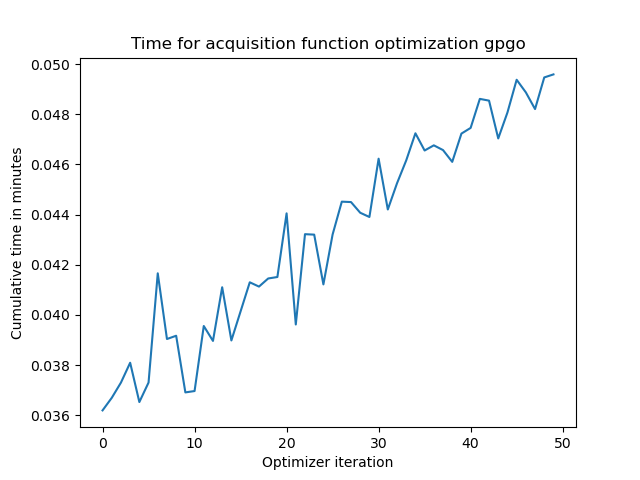 Time for acquisition function optimization gpgo
Cumulative time in minutes
0.050
0.048
0.046
0.044
0.042
0.040
0.038
0.036
0 10 20 30 40 50
Optimizer iteration